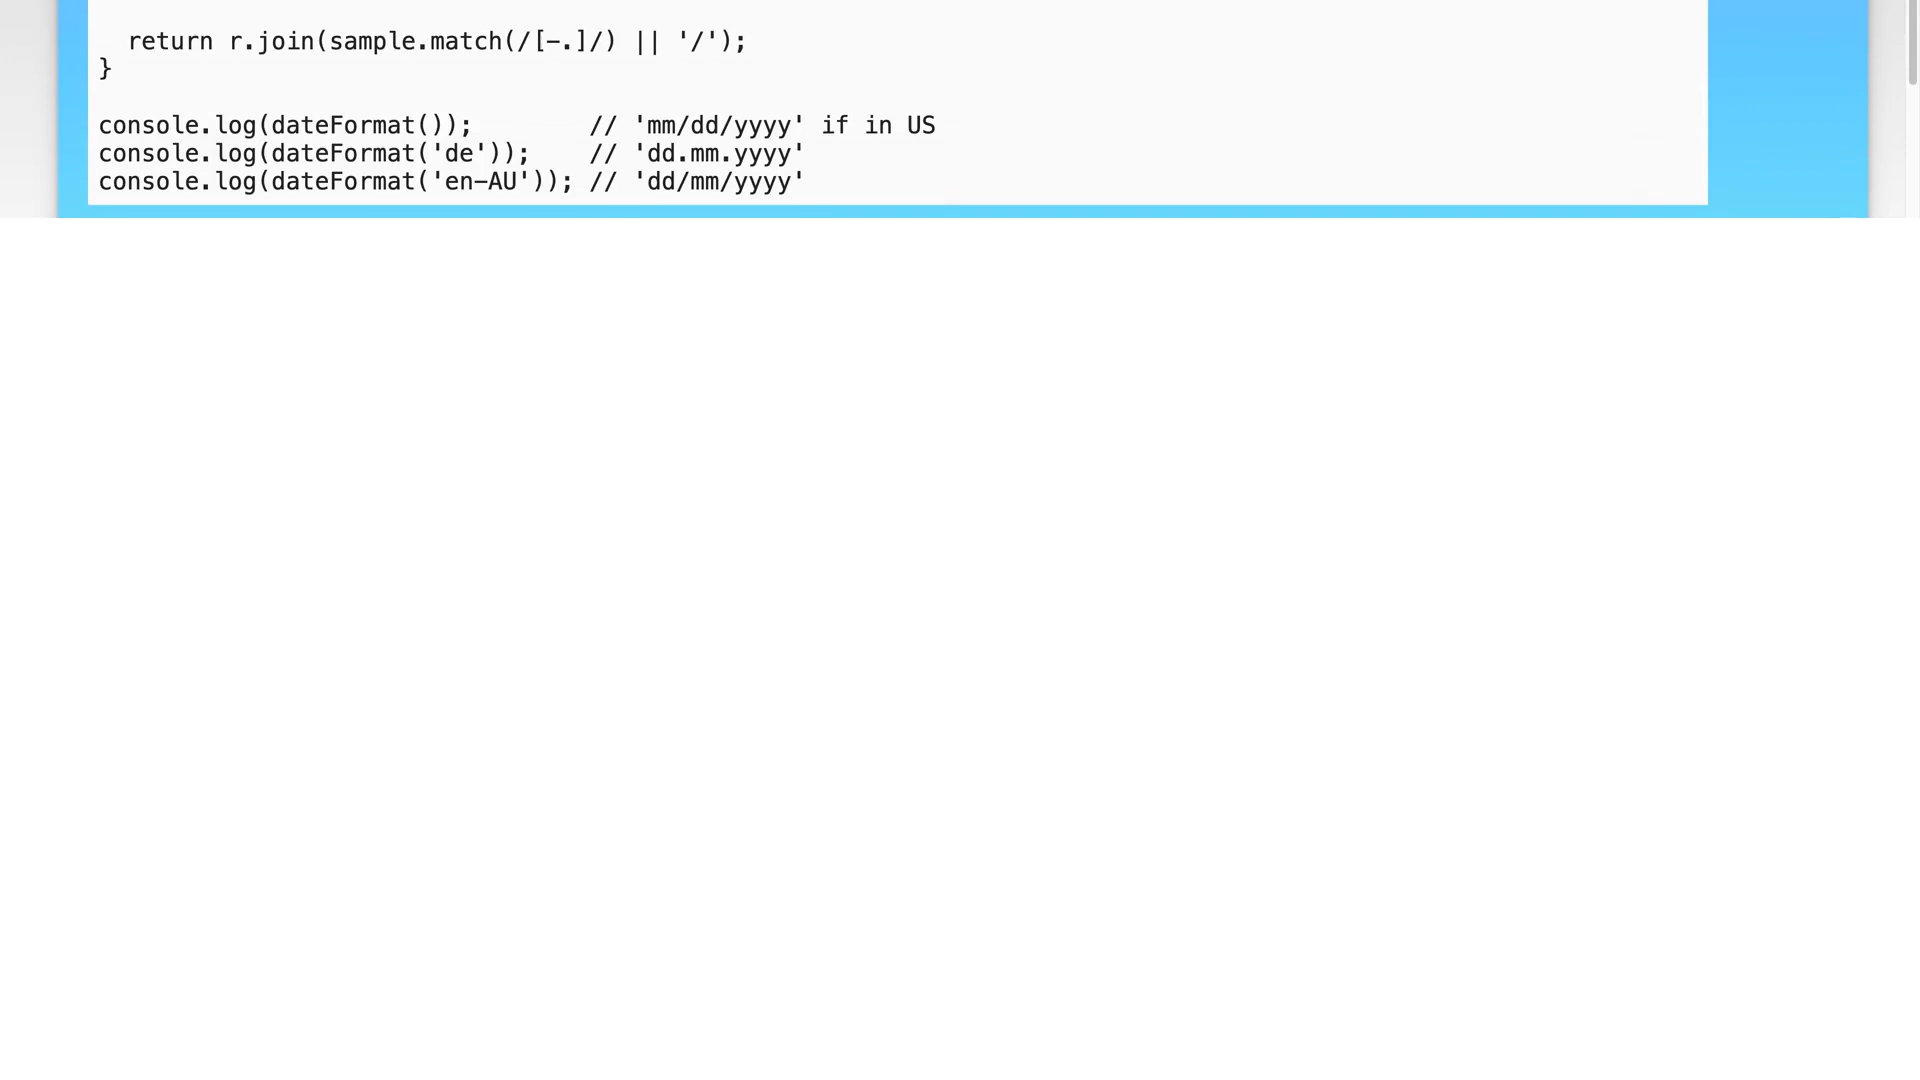 return r.join(sample.match(/[-.]/) || '/');
}
console.log(dateFormat());        // 'mm/dd/yyyy' if in US
console.log(dateFormat('de'));    // 'dd.mm.yyyy'
console.log(dateFormat('en-AU')); // 'dd/mm/yyyy'